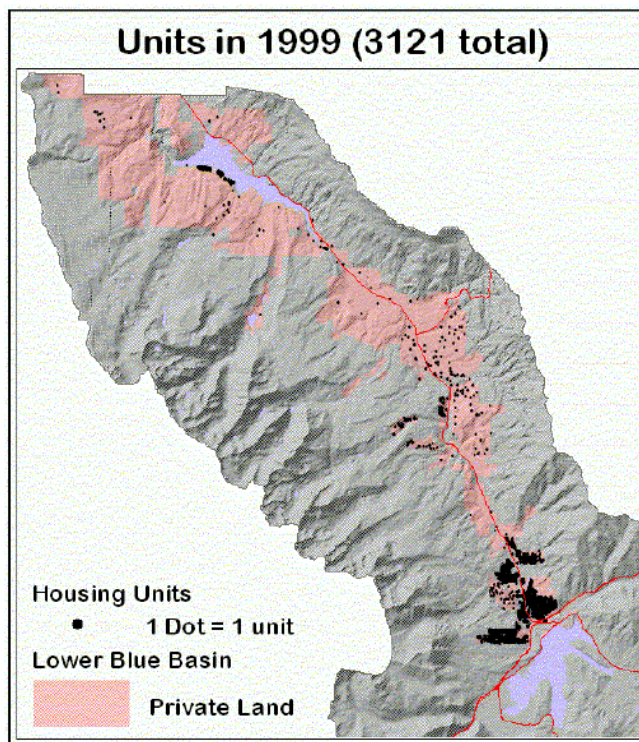 Units in 1999 (3121 total)
Housing Units
1 Dot = 1 unit
Lower Blue Basin
Private Land